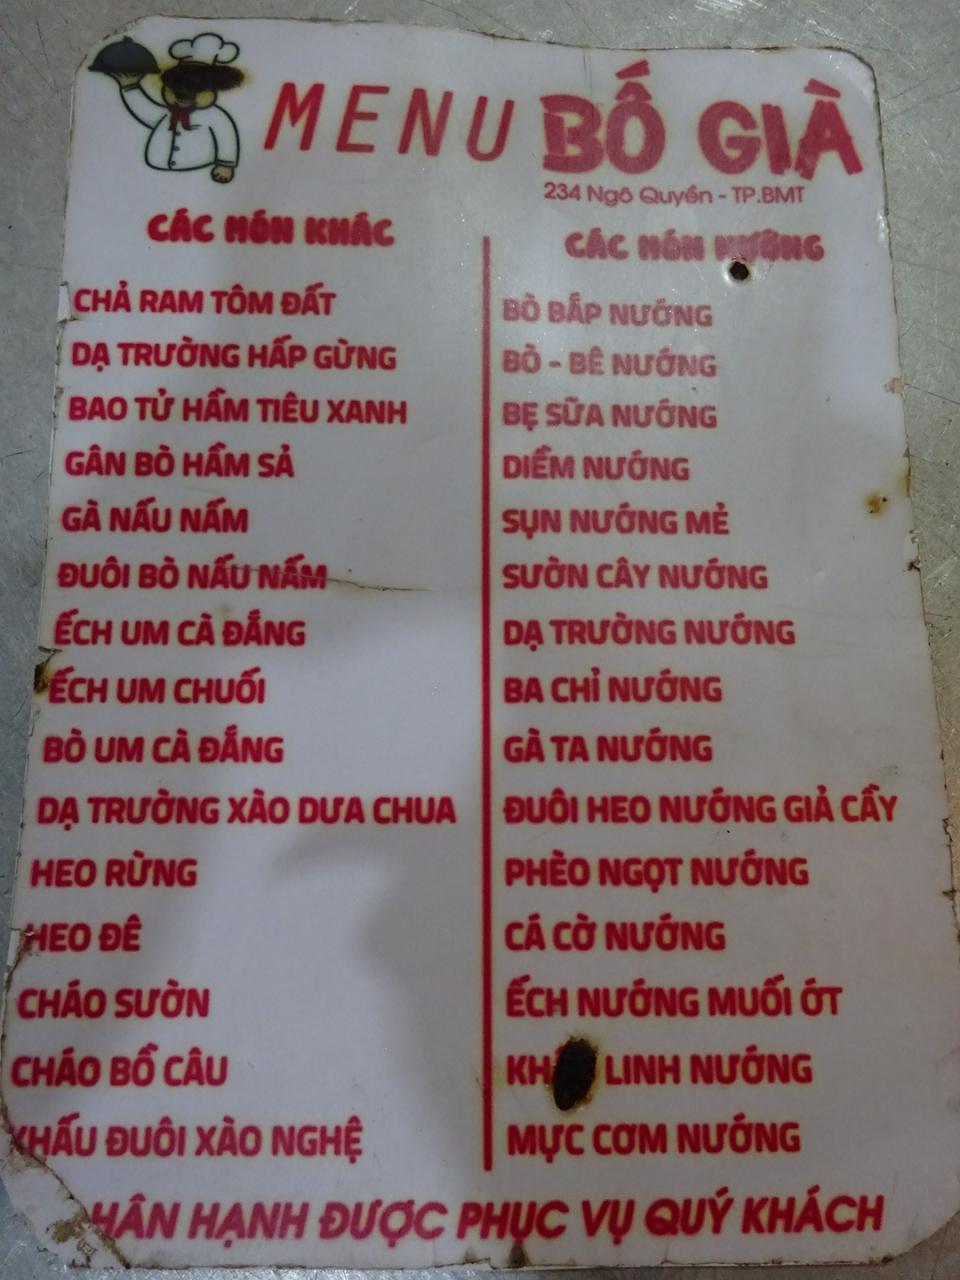 MENU BỐ GIÀ
234 Ngô Quyền - TP.BMT
CÁC MÓN KHÁC
CHẢ RAM TÔM ĐẤT
DẠ TRƯỜNG HẤP GỪNG
BAO TỬ HẦM TIÊU XANH
GÂN BÒ HẦM SẢ
GÀ NẤU NẤM
ĐUÔI BÒ NẤU NẤM
ẾCH UM CÀ ĐẮNG
ẾCH UM CHUỐI
BÒ UM CÀ ĐẮNG
DẠ TRƯỜNG XÀO DƯA CHUA
HEO RỪNG
HEO ĐÊ
CHÁO SƯỜN
CHÁO BỒ CÂU
KHẤU ĐUÔI XÀO NGHỆ
CÁC MÓN NƯỚNG
BÒ BẮP NƯỚNG
BÒ - BÊ NƯỚNG
BẸ SỮA NƯỚNG
DIỀM NƯỚNG
SỤN NƯỚNG MẺ
SƯỜN CÂY NƯỚNG
DẠ TRƯỜNG NƯỚNG
BA CHỈ NƯỚNG
GÀ TA NƯỚNG
ĐUÔI HEO NƯỚNG GIẢ CẦY
PHÈO NGỌT NƯỚNG
CÁ CỜ NƯỚNG
ẾCH NƯỚNG MUỐI ỚT
LINH NƯỚNG
MỰC CƠM NƯỚNG
HÂN HẠNH ĐƯỢC PHỤC VỤ QUÝ KHÁCH